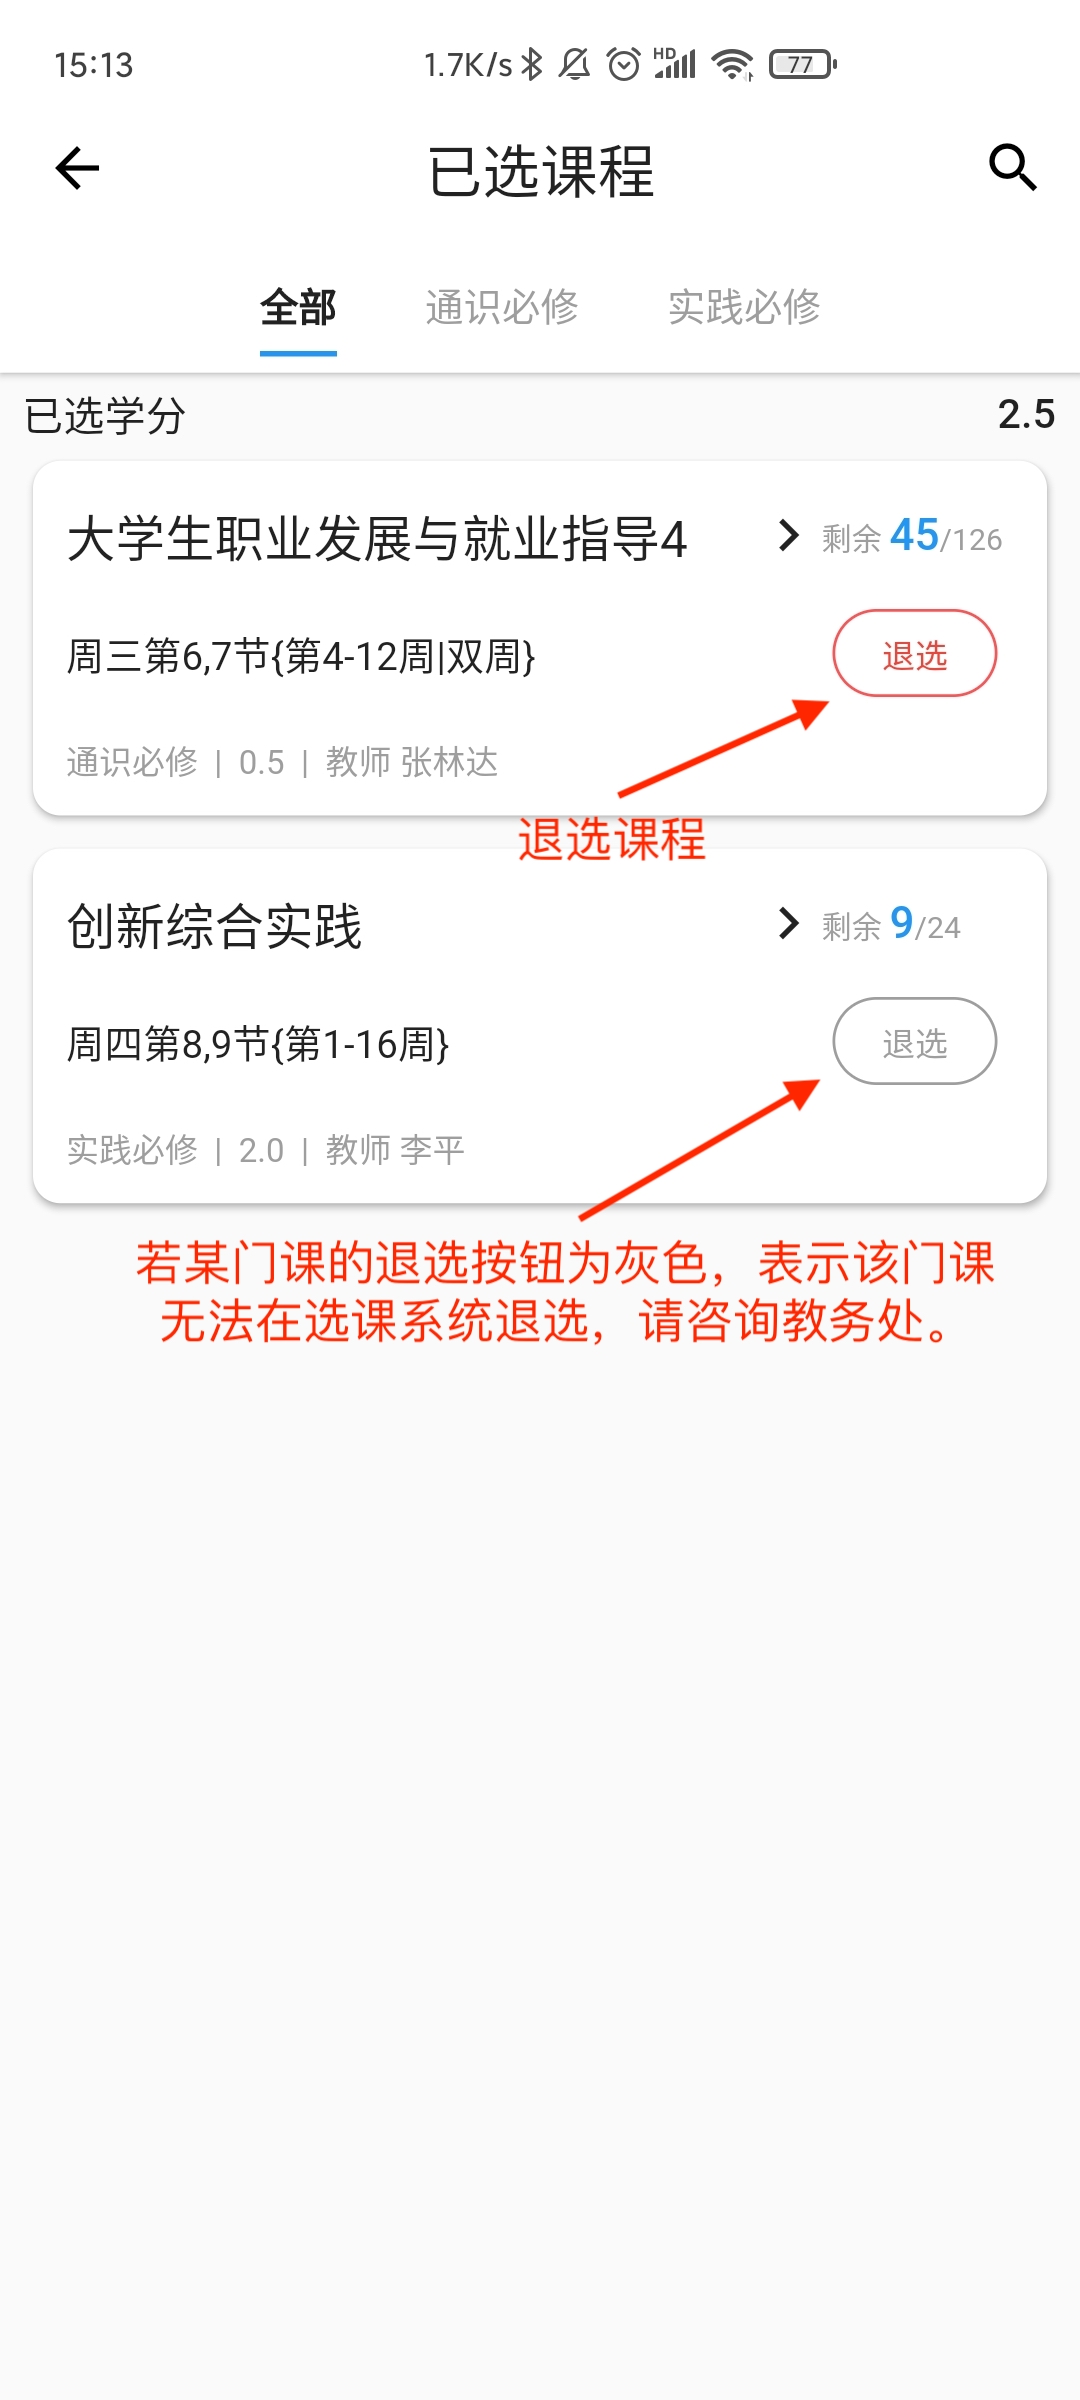 15:13 1.7K/s HD 77
已选课程
全部 通识必修 实践必修
已选学分 2.5
大学生职业发展与就业指导4 剩余 45/126
周三第6,7节{第4-12周|双周} 退选
通识必修 | 0.5 | 教师 张林达
退选课程
创新综合实践 剩余 9/24
周四第8,9节{第1-16周} 退选
实践必修 | 2.0 | 教师 李平
若某门课的退选按钮为灰色，表示该门课
无法在选课系统退选，请咨询教务处。